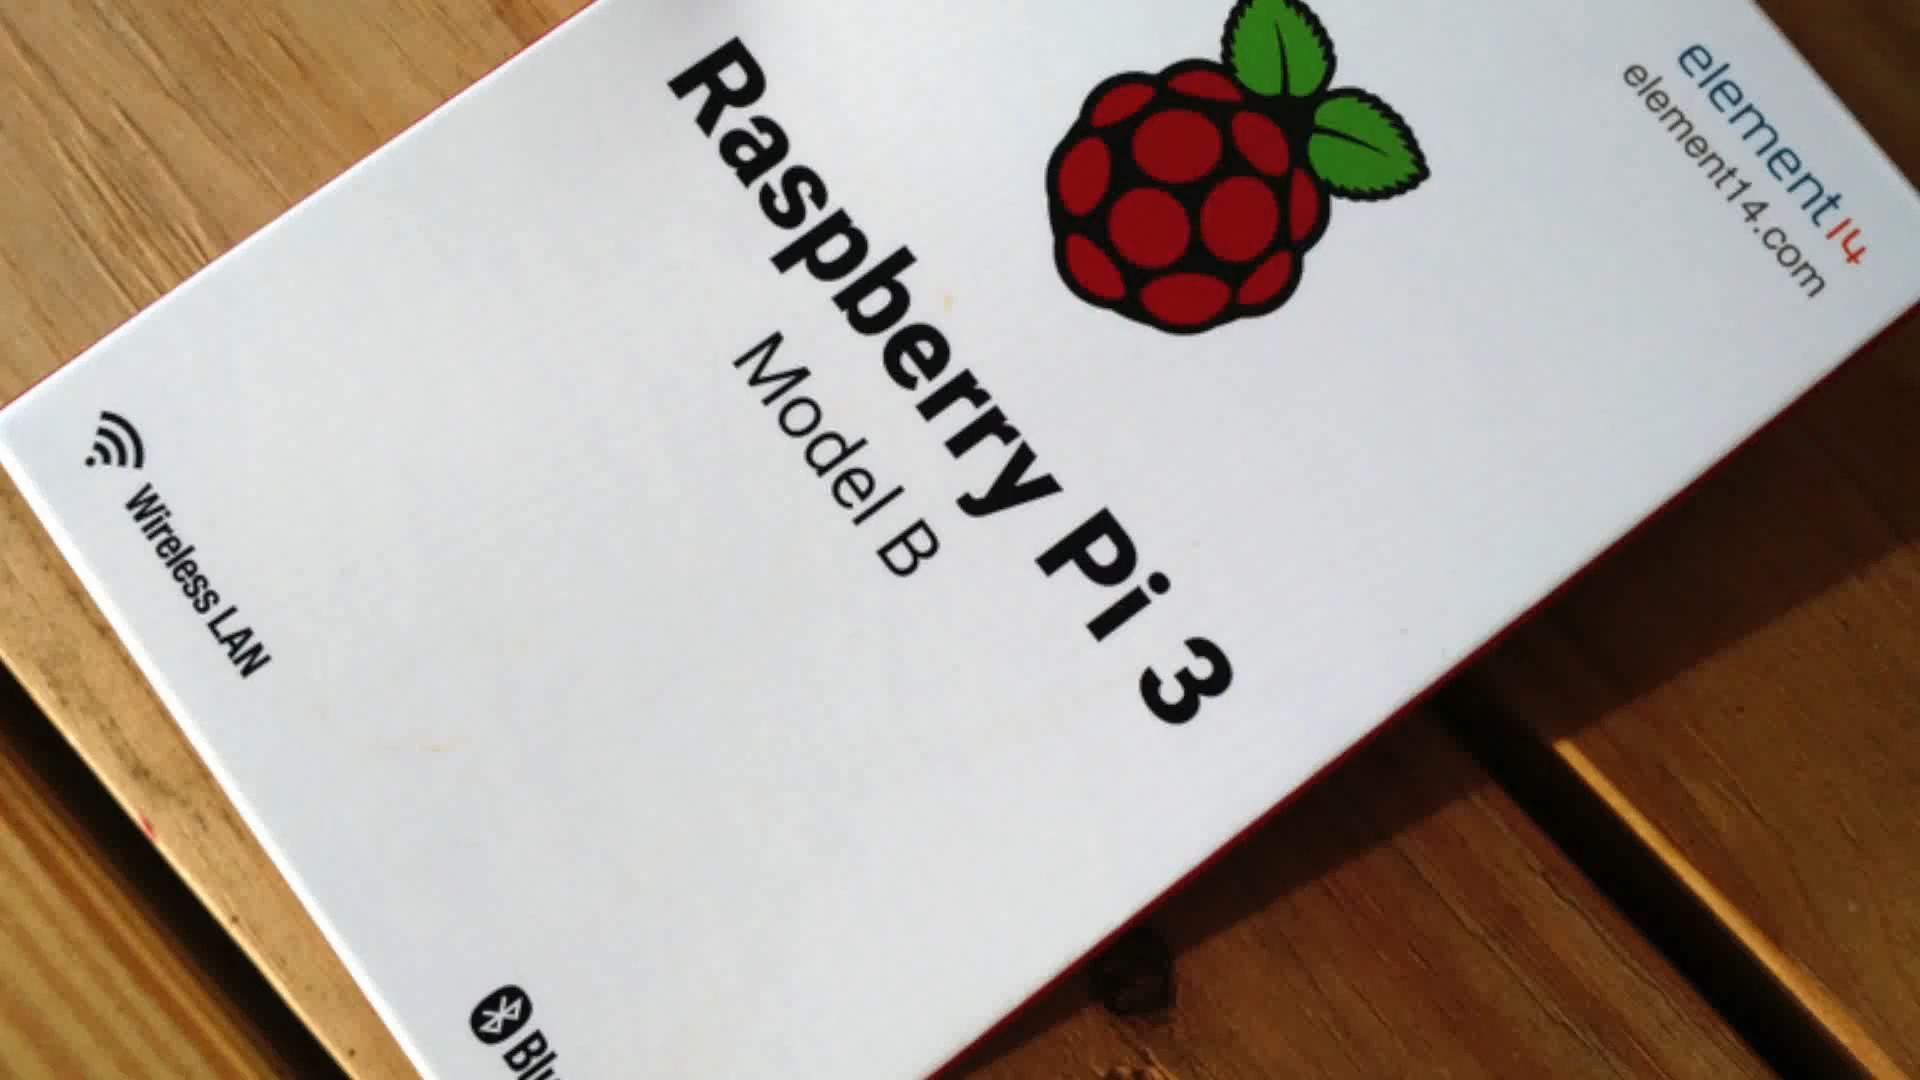 element14
element14.com
Raspberry Pi 3
Model B
Wireless LAN